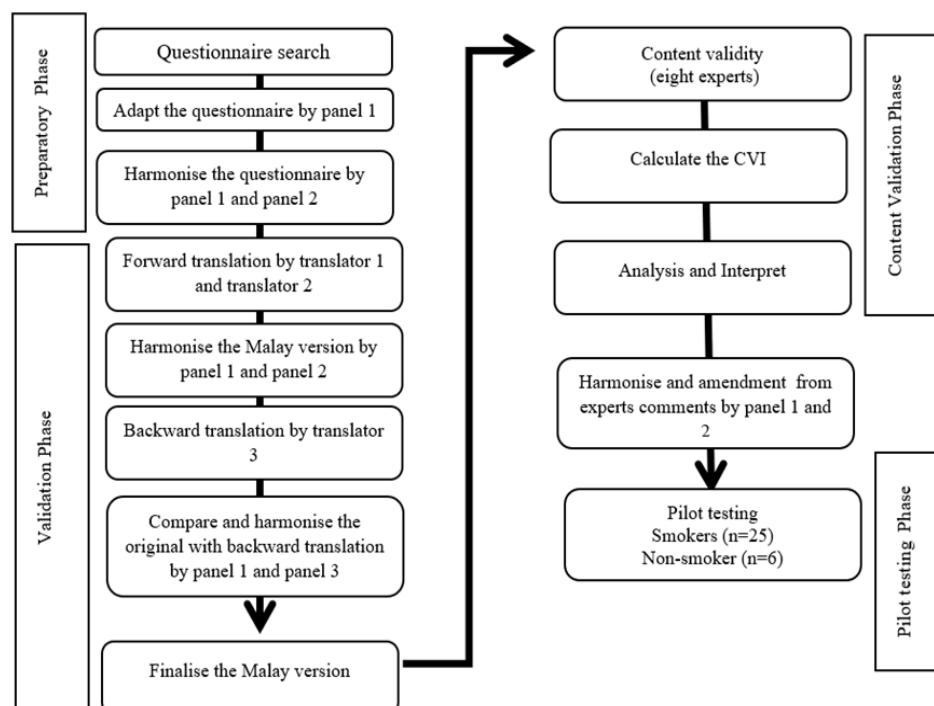 Preparatory Phase
Questionnaire search
Adapt the questionnaire by panel 1
Harmonise the questionnaire by
panel 1 and panel 2
Validation Phase
Forward translation by translator 1
and translator 2
Harmonise the Malay version by
panel 1 and panel 2
Backward translation by translator
3
Compare and harmonise the
original with backward translation
by panel 1 and panel 3
Finalise the Malay version
Content Validation Phase
Content validity
(eight experts)
Calculate the CVI
Analysis and Interpret
Harmonise and amendment from
experts comments by panel 1 and
2
Pilot testing Phase
Pilot testing
Smokers (n=25)
Non-smoker (n=6)